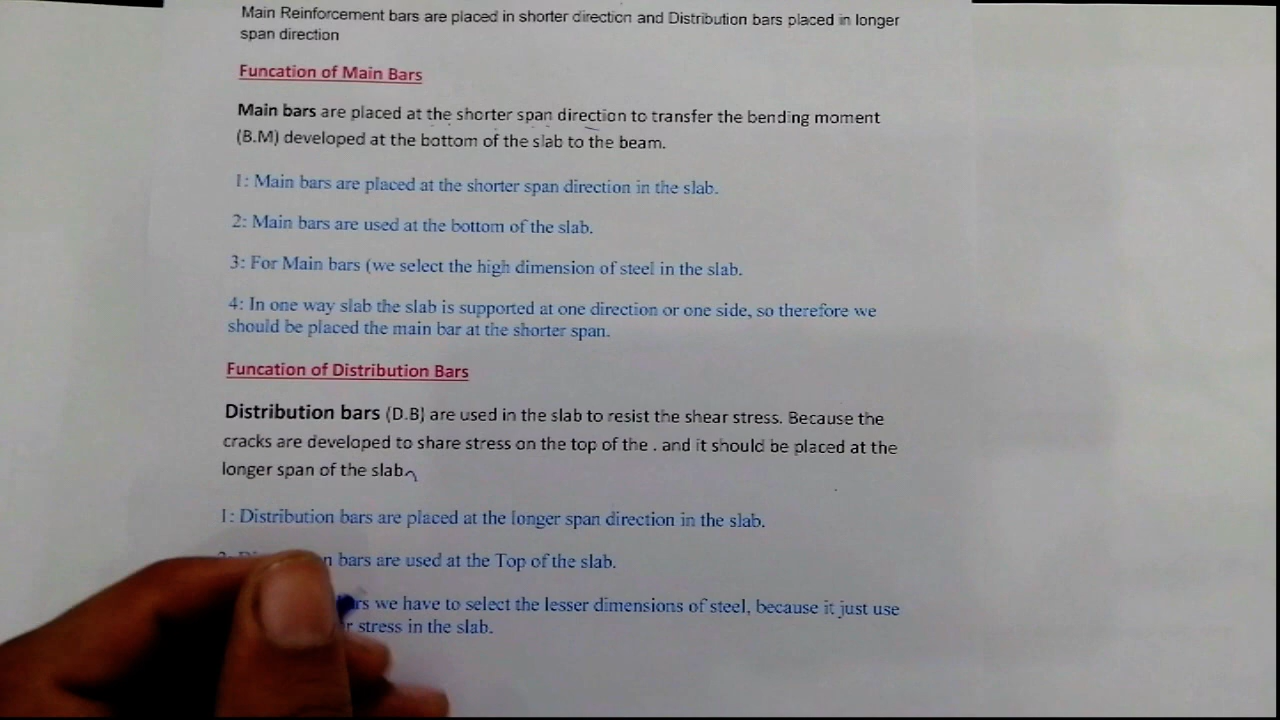 Main Reinforcement bars are placed in shorter direction and Distribution bars placed in longer
span direction
Funcation of Main Bars
Main bars are placed at the shorter span direction to transfer the bending moment
(B.M) developed at the bottom of the slab to the beam.
1: Main bars are placed at the shorter span direction in the slab.
2: Main bars are used at the bottom of the slab.
3: For Main bars (we select the high dimension of steel in the slab.
4: In one way slab the slab is supported at one direction or one side, so therefore we
should be placed the main bar at the shorter span.
Funcation of Distribution Bars
Distribution bars (D.B) are used in the slab to resist the shear stress. Because the
cracks are developed to share stress on the top of the . and it should be placed at the
longer span of the slab.
1: Distribution bars are placed at the longer span direction in the slab.
bars are used at the Top of the slab.
we have to select the lesser dimensions of steel, because it just use
stress in the slab.